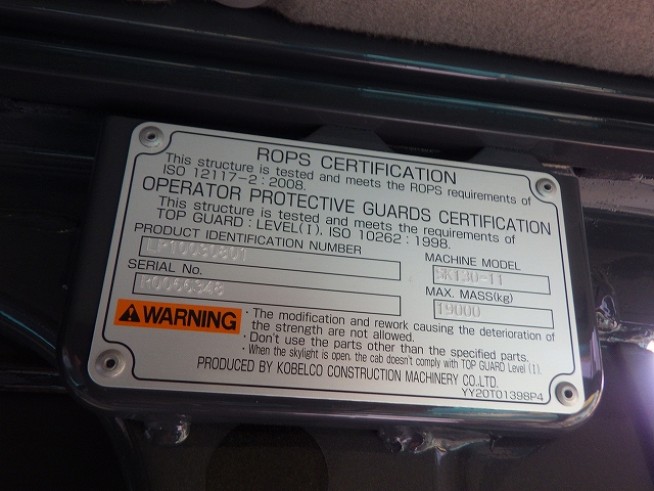 ROPS CERTIFICATION
This structure is tested and meets the ROPS requirements of
ISO 12117-2 : 2008.
OPERATOR PROTECTIVE GUARDS CERTIFICATION
This structure is tested and meets the requirements of
TOP GUARD : LEVEL(I). ISO 10262 : 1998.
PRODUCT IDENTIFICATION NUMBER
MACHINE MODEL
SK130-11
SERIAL No.
R0066348
MAX. MASS(kg)
19000
WARNING
· The modification and rework causing the deterioration of
the strength are not allowed.
· Don't use the parts other than the specified parts.
· When the skylight is open, the cab doesn't comply with TOP GUARD Level (I).
PRODUCED BY KOBELCO CONSTRUCTION MACHINERY CO.,LTD.
YY20T01398P4